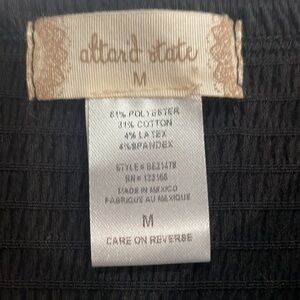 altar'd state
M
61% POLYESTER
31% COTTON
4% LATEX
4% SPANDEX
STYLE# BE21478
RN# 133165
MADE IN MEXICO
FABRIQUE AU MEXIQUE
M
CARE ON REVERSE